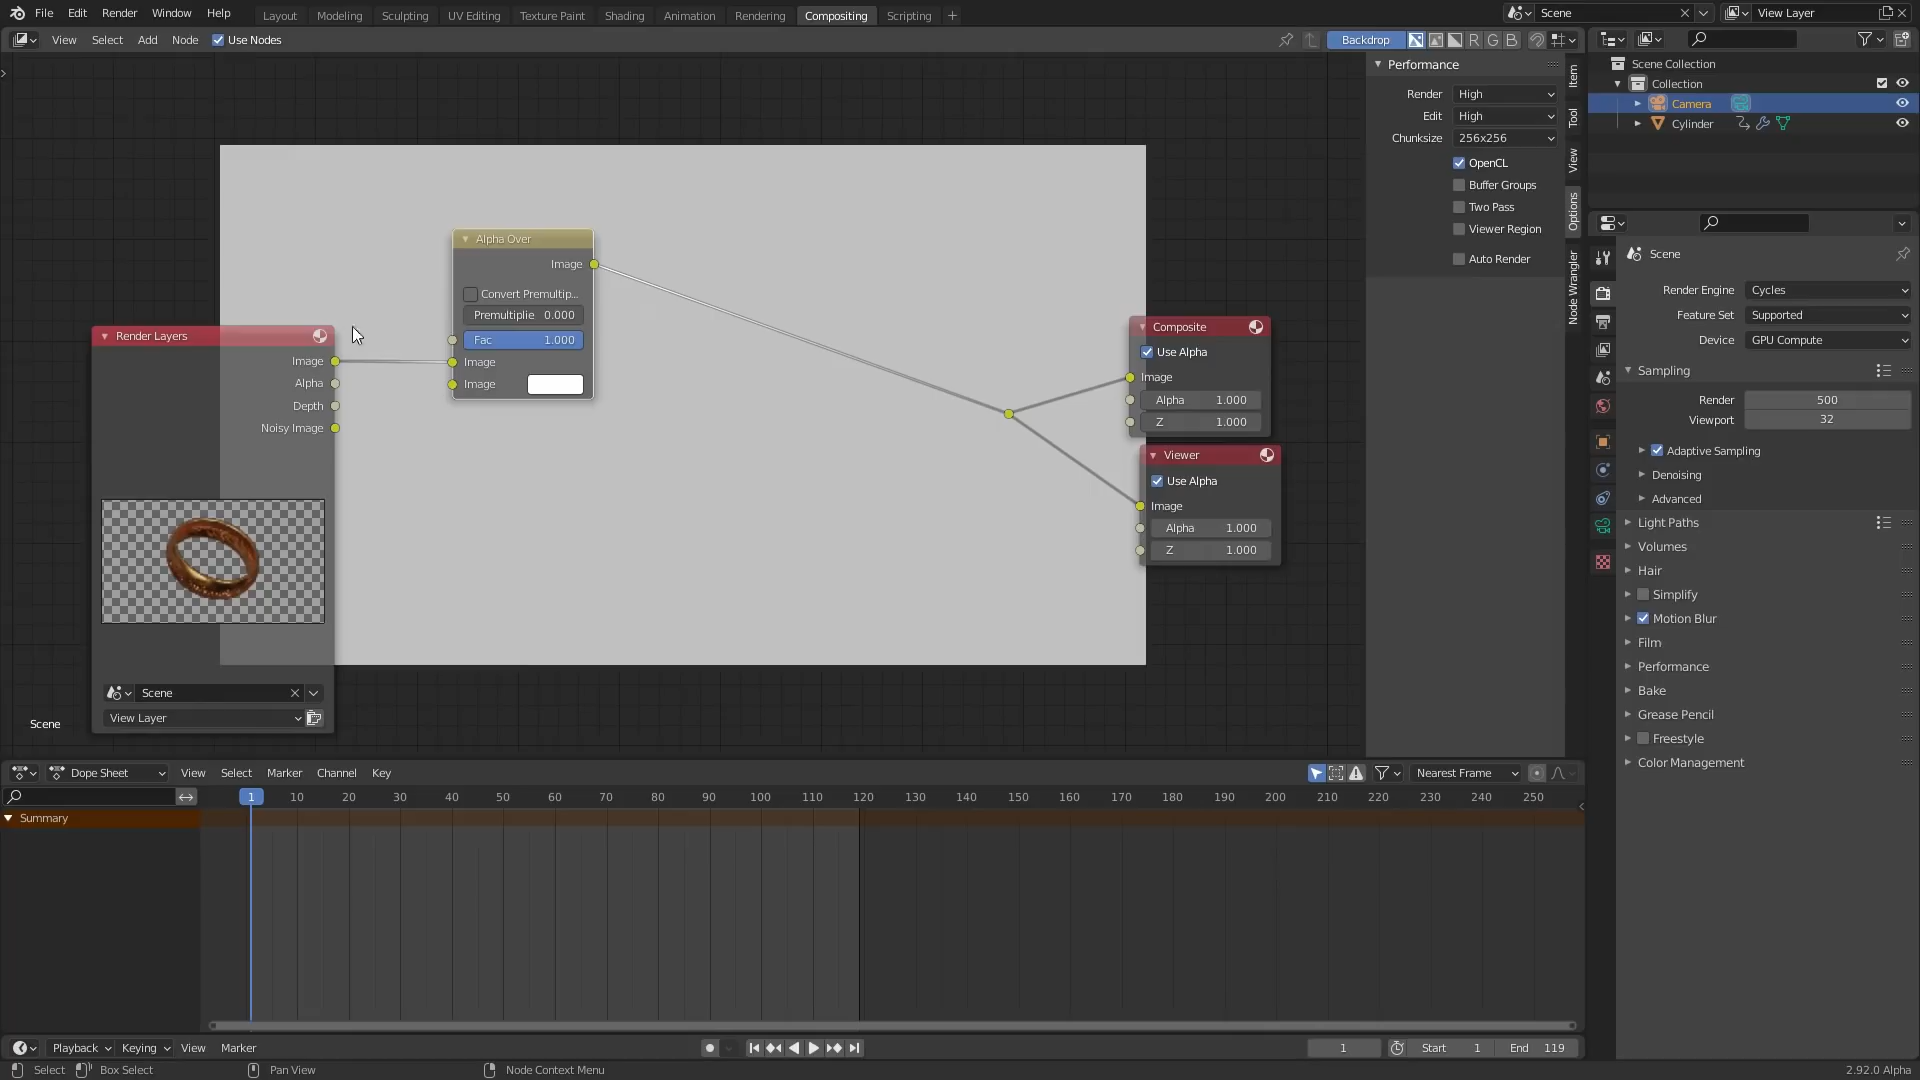 File Edit Render Window Help Layout Modeling Sculpting UV Editing Texture Paint Shading Animation Rendering Compositing Scripting + Scene View Layer
View Select Add Node Use Nodes Backdrop R G B
Performance
Render High
Edit High
Chunksize 256x256
OpenCL
Buffer Groups
Two Pass
Viewer Region
Auto Render
Item
Tool
View
Options
Node Wrangler
Alpha Over
Image
Convert Premultip...
Premultiplie 0.000
Fac 1.000
Image
Image
Render Layers
Image
Alpha
Depth
Noisy Image
Scene
View Layer
Scene
Composite
Use Alpha
Image
Alpha 1.000
Z 1.000
Viewer
Use Alpha
Image
Alpha 1.000
Z 1.000
Scene Collection
Collection
Camera
Cylinder
Scene
Render Engine Cycles
Feature Set Supported
Device GPU Compute
Sampling
Render 500
Viewport 32
Adaptive Sampling
Denoising
Advanced
Light Paths
Volumes
Hair
Simplify
Motion Blur
Film
Performance
Bake
Grease Pencil
Freestyle
Color Management
Dope Sheet View Select Marker Channel Key Nearest Frame
1 10 20 30 40 50 60 70 80 90 100 110 120 130 140 150 160 170 180 190 200 210 220 230 240 250
Summary
Playback Keying View Marker 1 Start 1 End 119
Select Box Select Pan View Node Context Menu 2.92.0 Alpha